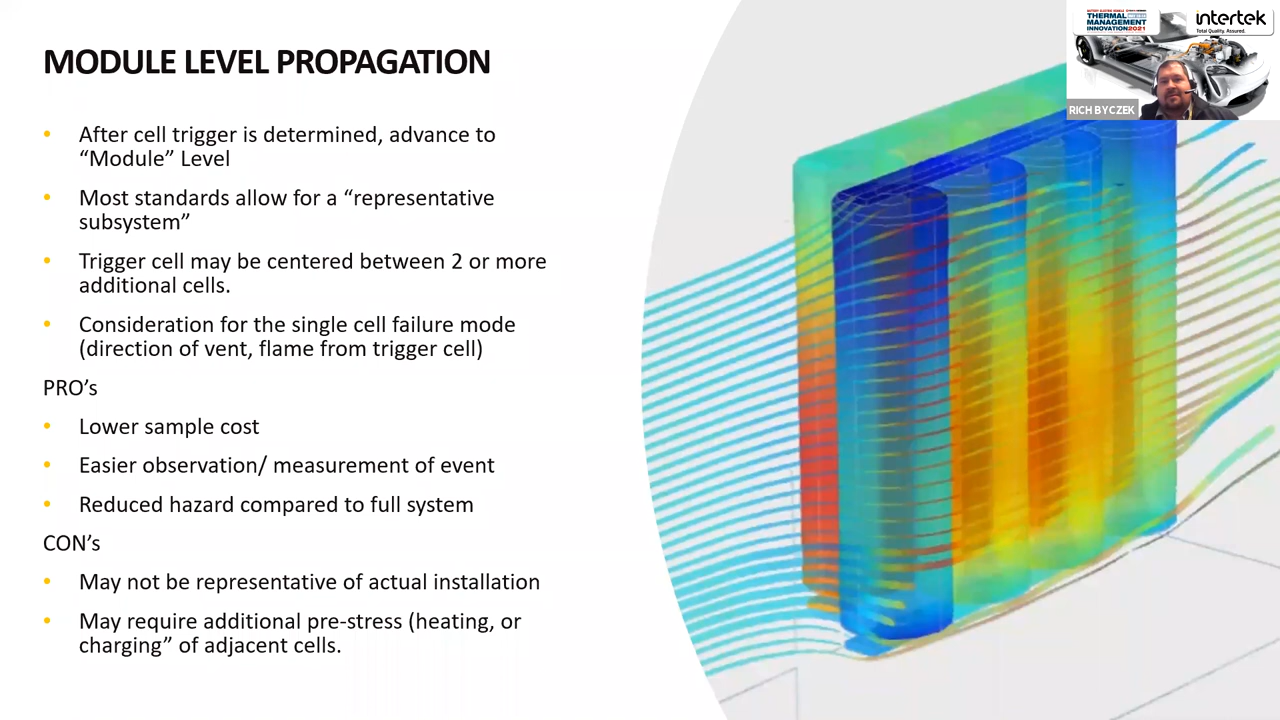 MODULE LEVEL PROPAGATION
• After cell trigger is determined, advance to
“Module” Level
• Most standards allow for a “representative
subsystem”
• Trigger cell may be centered between 2 or more
additional cells.
• Consideration for the single cell failure mode
(direction of vent, flame from trigger cell)
PRO’s
• Lower sample cost
• Easier observation/ measurement of event
• Reduced hazard compared to full system
CON’s
• May not be representative of actual installation
• May require additional pre-stress (heating, or
charging” of adjacent cells.
THERMAL
MANAGEMENT
INNOVATION2021
intertek
Total Quality. Assured.
RICH BYCZEK